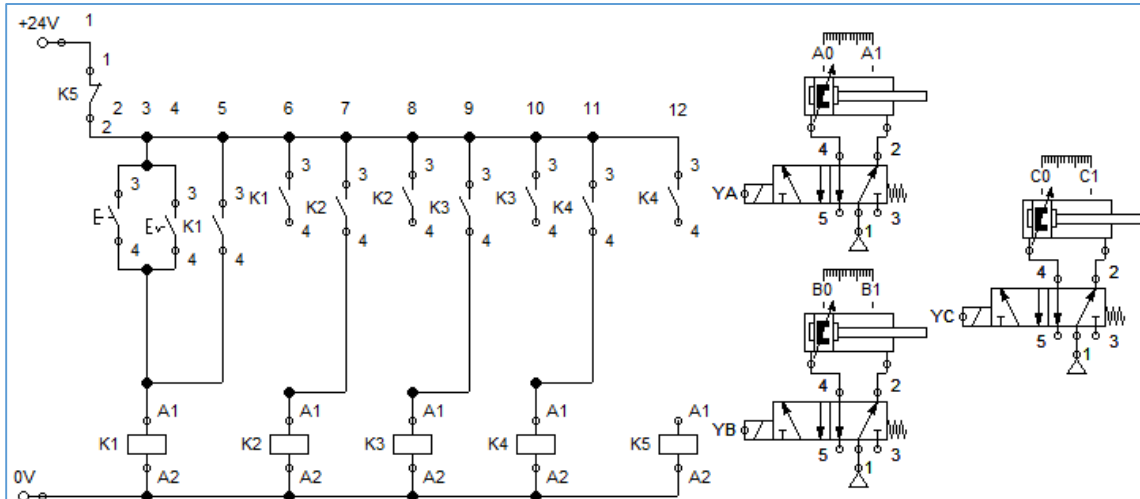 +24V 1
1
K5
2
2 3 4 5 6 7 8 9 10 11 12
3 3 3 3 3 3 3 3 3 3 3
K1 K1 K2 K2 K3 K3 K4 K4
4 4 4 4 4 4 4 4 4 4 4
A1 A1 A1 A1 A1
K1 K2 K3 K4 K5
A2 A2 A2 A2 A2
0V
A0 A1
4 2
YA
5 3
1
B0 B1
4 2
YB
5 3
1
C0 C1
4 2
YC
5 3
1